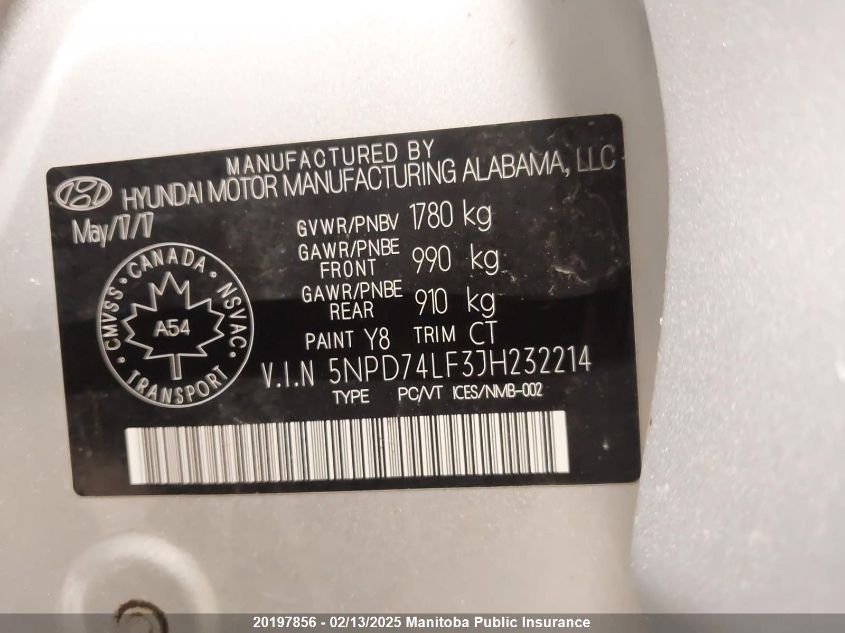 MANUFACTURED BY
HYUNDAI MOTOR MANUFACTURING ALABAMA, LLC
May/17/17
GVWR/PNBV 1780 kg
GAWR/PNBE FRONT 990 kg
GAWR/PNBE REAR 910 kg
PAINT Y8 TRIM CT
V.I.N 5NPD74LF3JH232214
TYPE PC/VT ICES/NMB-002
CMVSS · CANADA · NSVAC · TRANSPORT ·
A54
20197856 - 02/13/2025 Manitoba Public Insurance